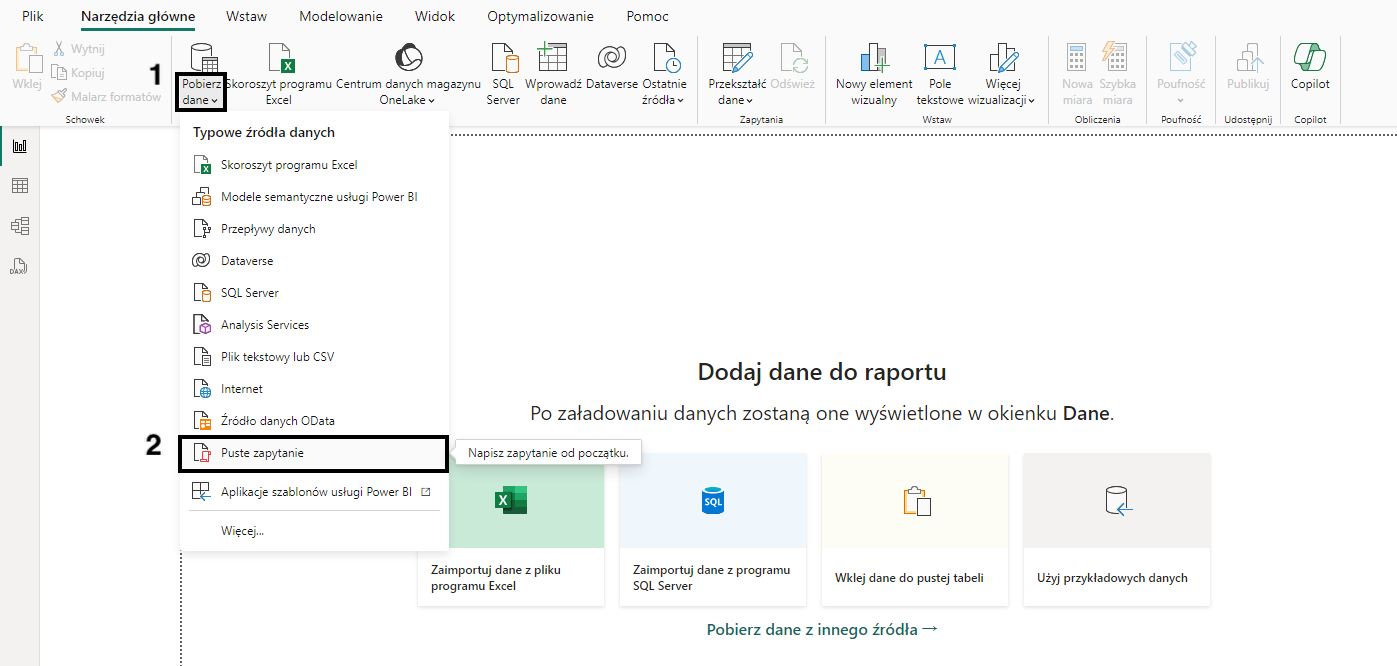 Plik Narzędzia główne Wstaw Modelowanie Widok Optymalizowanie Pomoc
Wklej
Wytnij
Kopiuj
Malarz formatów
Schowek
1
Pobierz
dane
Skoroszyt programu
Excel
Centrum danych magazynu
OneLake
SQL
Server
Wprowadź
dane
Dataverse
Ostatnie
źródła
Przekształć
dane
Odśwież
Zapytania
Nowy element
wizualny
Pole
tekstowe
Więcej
wizualizacji
Wstaw
Nowa
miara
Szybka
miara
Obliczenia
Poufność
Poufność
Publikuj
Udostępnij
Copilot
Copilot
Typowe źródła danych
Skoroszyt programu Excel
Modele semantyczne usługi Power BI
Przepływy danych
Dataverse
SQL Server
Analysis Services
Plik tekstowy lub CSV
Internet
Źródło danych OData
2
Puste zapytanie
Napisz zapytanie od początku.
Aplikacje szablonów usługi Power BI
Więcej...
Dodaj dane do raportu
Po załadowaniu danych zostaną one wyświetlone w okienku Dane.
SQL
Zaimportuj dane z pliku
programu Excel
Zaimportuj dane z programu
SQL Server
Wklej dane do pustej tabeli
Użyj przykładowych danych
Pobierz dane z innego źródła →